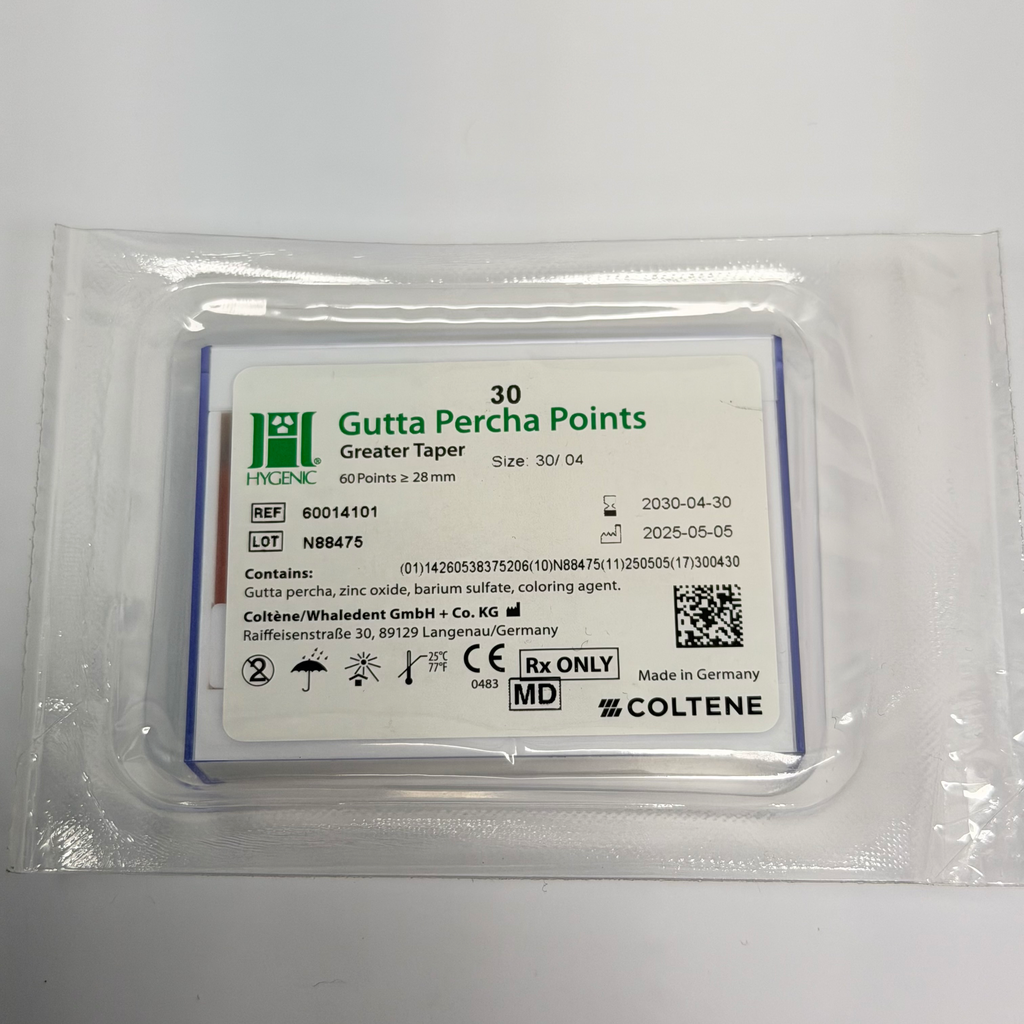 30
Gutta Percha Points
Greater Taper
Size: 30/ 04
60 Points ≥ 28 mm
HYGENIC®
REF 60014101
2030-04-30
LOT N88475
2025-05-05
(01)14260538375206(10)N88475(11)250505(17)300430
Contains:
Gutta percha, zinc oxide, barium sulfate, coloring agent.
Coltène/Whaledent GmbH + Co. KG
Raiffeisenstraße 30, 89129 Langenau/Germany
2
25°C
77°F
CE
0483
Rx ONLY
MD
Made in Germany
COLTENE